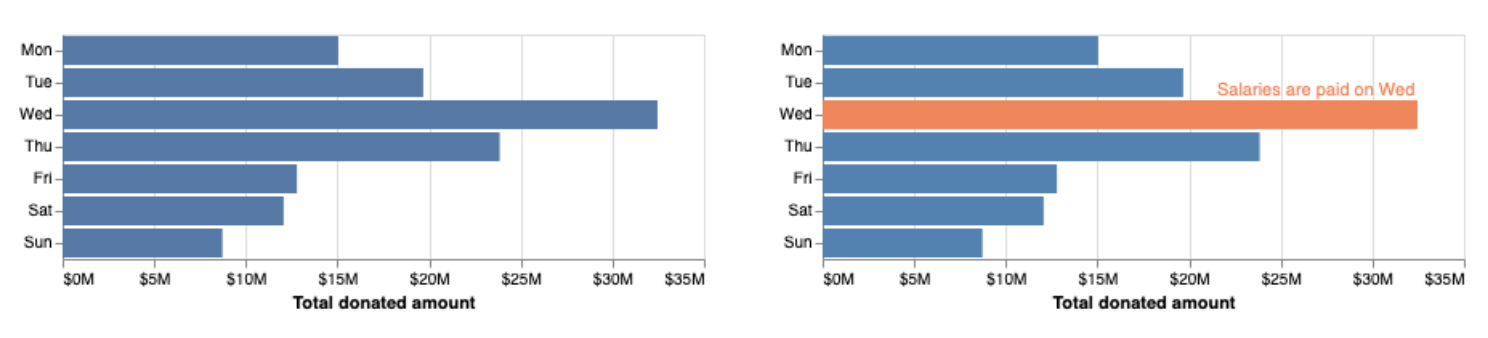 Mon
Tue
Wed
Thu
Fri
Sat
Sun
$0M $5M $10M $15M $20M $25M $30M $35M
Total donated amount
Mon
Tue
Salaries are paid on Wed
Wed
Thu
Fri
Sat
Sun
$0M $5M $10M $15M $20M $25M $30M $35M
Total donated amount